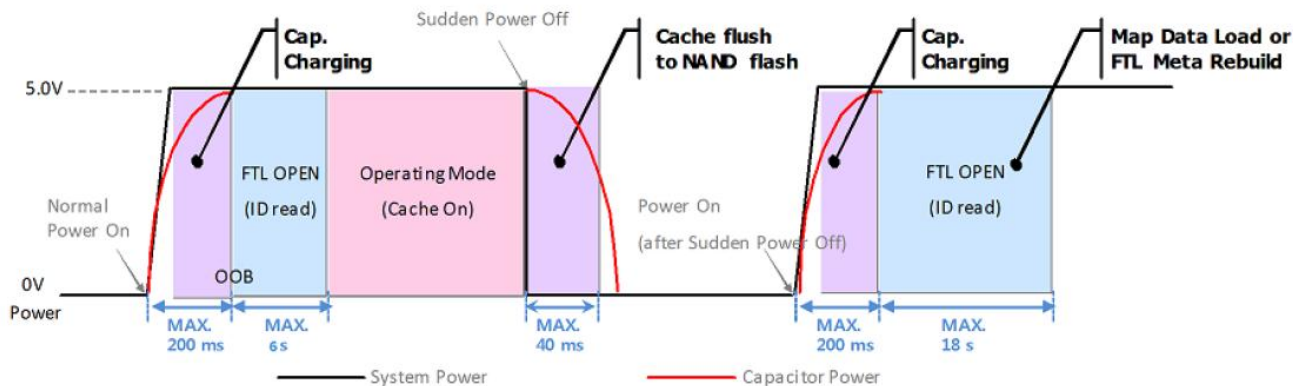 Sudden Power Off
Cap.
Charging
Cache flush
to NAND flash
Cap.
Charging
Map Data Load or
FTL Meta Rebuild
5.0V
FTL OPEN
(ID read)
Operating Mode
(Cache On)
FTL OPEN
(ID read)
Normal
Power On
Power On
(after Sudden Power Off)
OOB
0V
Power
MAX.
200 ms
MAX.
6 s
MAX.
40 ms
MAX.
200 ms
MAX.
18 s
System Power
Capacitor Power